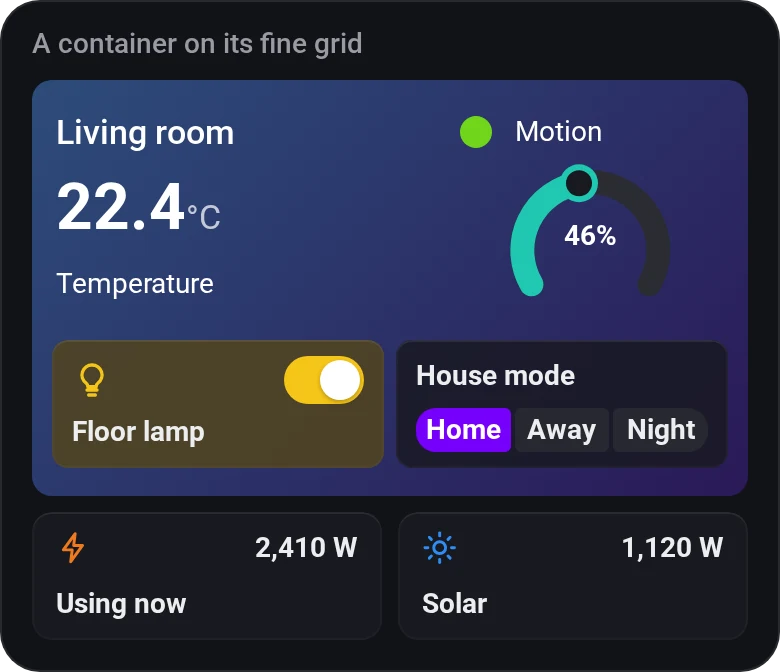 A container on its fine grid
Living room
Motion
22.4°C
46%
Temperature
House mode
Floor lamp
Home Away Night
2,410 W
1,120 W
Using now
Solar